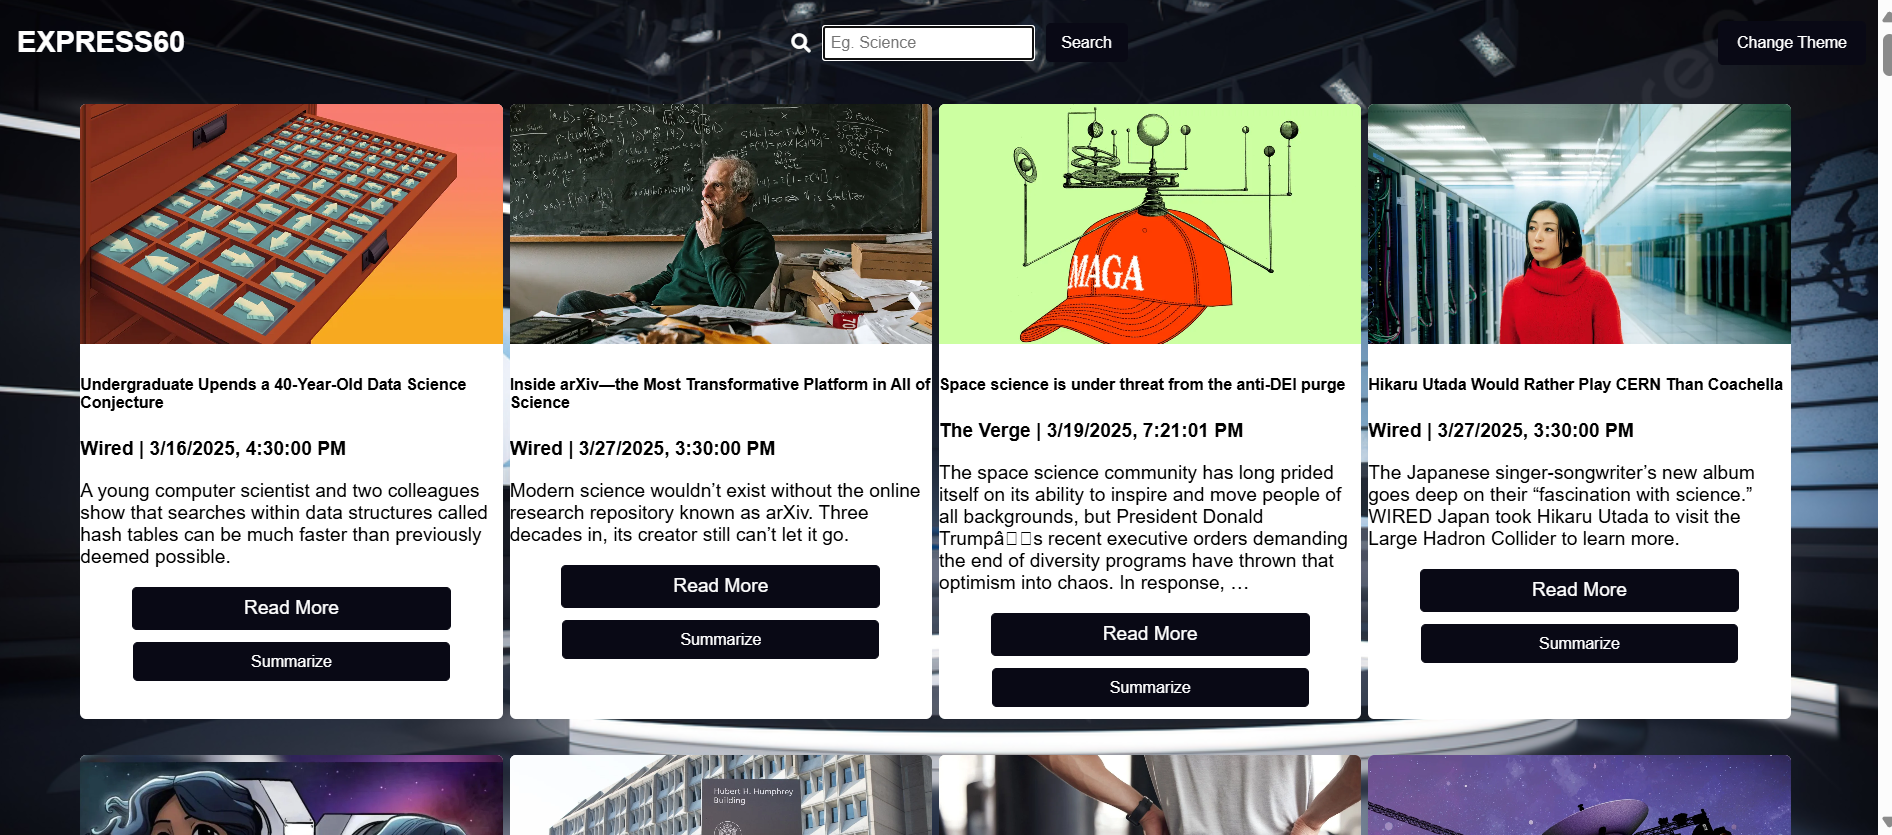 EXPRESS60
Eg. Science
Search
Change Theme
MAGA
70
Undergraduate Upends a 40-Year-Old Data Science
Conjecture
Wired | 3/16/2025, 4:30:00 PM
A young computer scientist and two colleagues
show that searches within data structures called
hash tables can be much faster than previously
deemed possible.
Read More
Summarize
Inside arXiv—the Most Transformative Platform in All of
Science
Wired | 3/27/2025, 3:30:00 PM
Modern science wouldn’t exist without the online
research repository known as arXiv. Three
decades in, its creator still can’t let it go.
Read More
Summarize
Space science is under threat from the anti-DEI purge
The Verge | 3/19/2025, 7:21:01 PM
The space science community has long prided
itself on its ability to inspire and move people of
all backgrounds, but President Donald
Trumpâ□□s recent executive orders demanding
the end of diversity programs have thrown that
optimism into chaos. In response, …
Read More
Summarize
Hikaru Utada Would Rather Play CERN Than Coachella
Wired | 3/27/2025, 3:30:00 PM
The Japanese singer-songwriter’s new album
goes deep on their “fascination with science.”
WIRED Japan took Hikaru Utada to visit the
Large Hadron Collider to learn more.
Read More
Summarize
Hubert H. Humphrey
Building